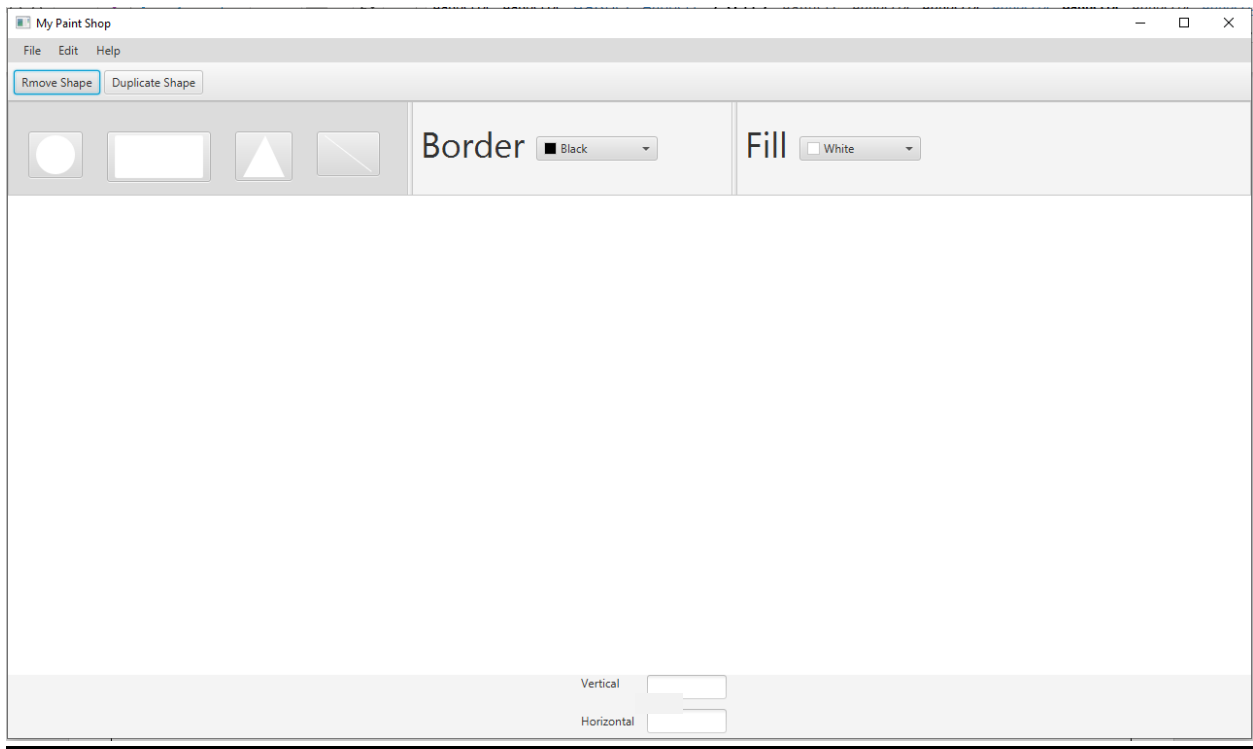 My Paint Shop
File Edit Help
Rmove Shape Duplicate Shape
Border Black Fill White
Vertical
Horizontal